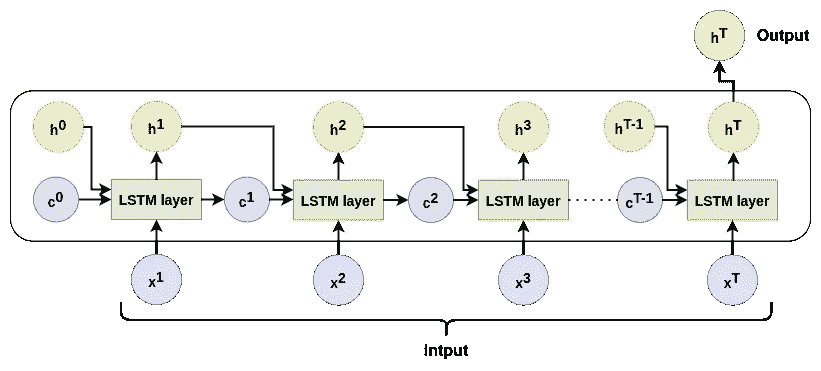 h^T Output
h^0 h^1 h^2 h^3 h^T-1 h^T
c^0 LSTM layer c^1 LSTM layer c^2 LSTM layer c^T-1 LSTM layer
x^1 x^2 x^3 x^T
Intput